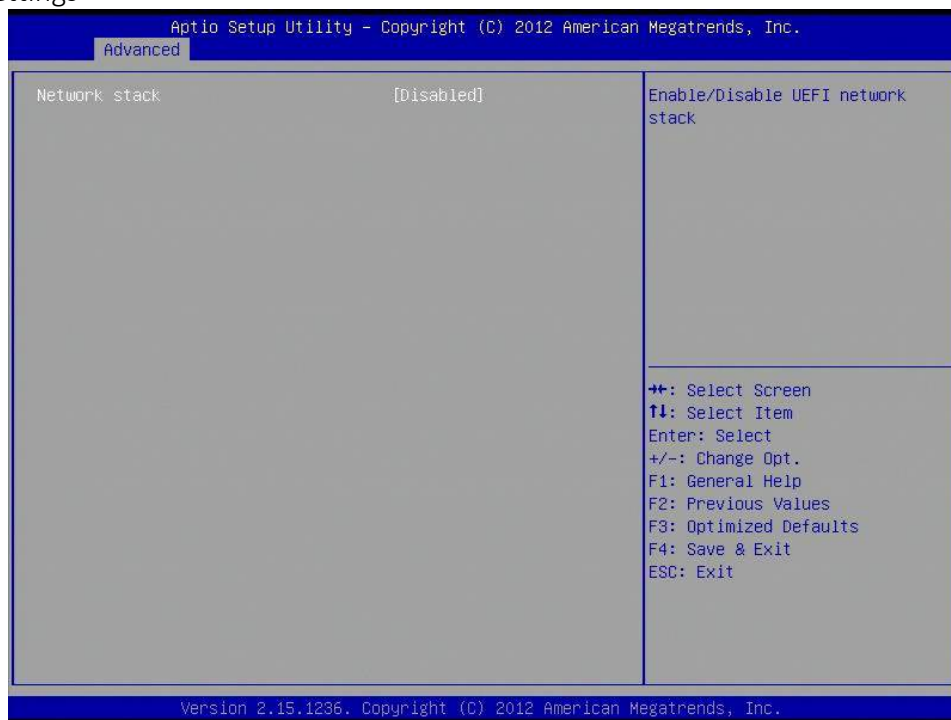 Aptio Setup Utility – Copyright (C) 2012 American Megatrends, Inc.
Advanced
Network stack [Disabled]
Enable/Disable UEFI network
stack
→←: Select Screen
↑↓: Select Item
Enter: Select
+/-: Change Opt.
F1: General Help
F2: Previous Values
F3: Optimized Defaults
F4: Save & Exit
ESC: Exit
Version 2.15.1236. Copyright (C) 2012 American Megatrends, Inc.